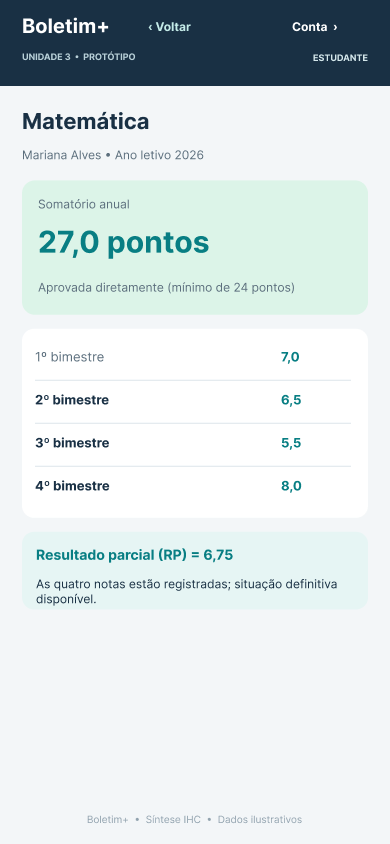 Boletim+ ‹ Voltar Conta ›
UNIDADE 3 • PROTÓTIPO ESTUDANTE
Matemática
Mariana Alves • Ano letivo 2026
Somatório anual
27,0 pontos
Aprovada diretamente (mínimo de 24 pontos)
1º bimestre 7,0
2º bimestre 6,5
3º bimestre 5,5
4º bimestre 8,0
Resultado parcial (RP) = 6,75
As quatro notas estão registradas; situação definitiva
disponível.
Boletim+ • Síntese IHC • Dados ilustrativos